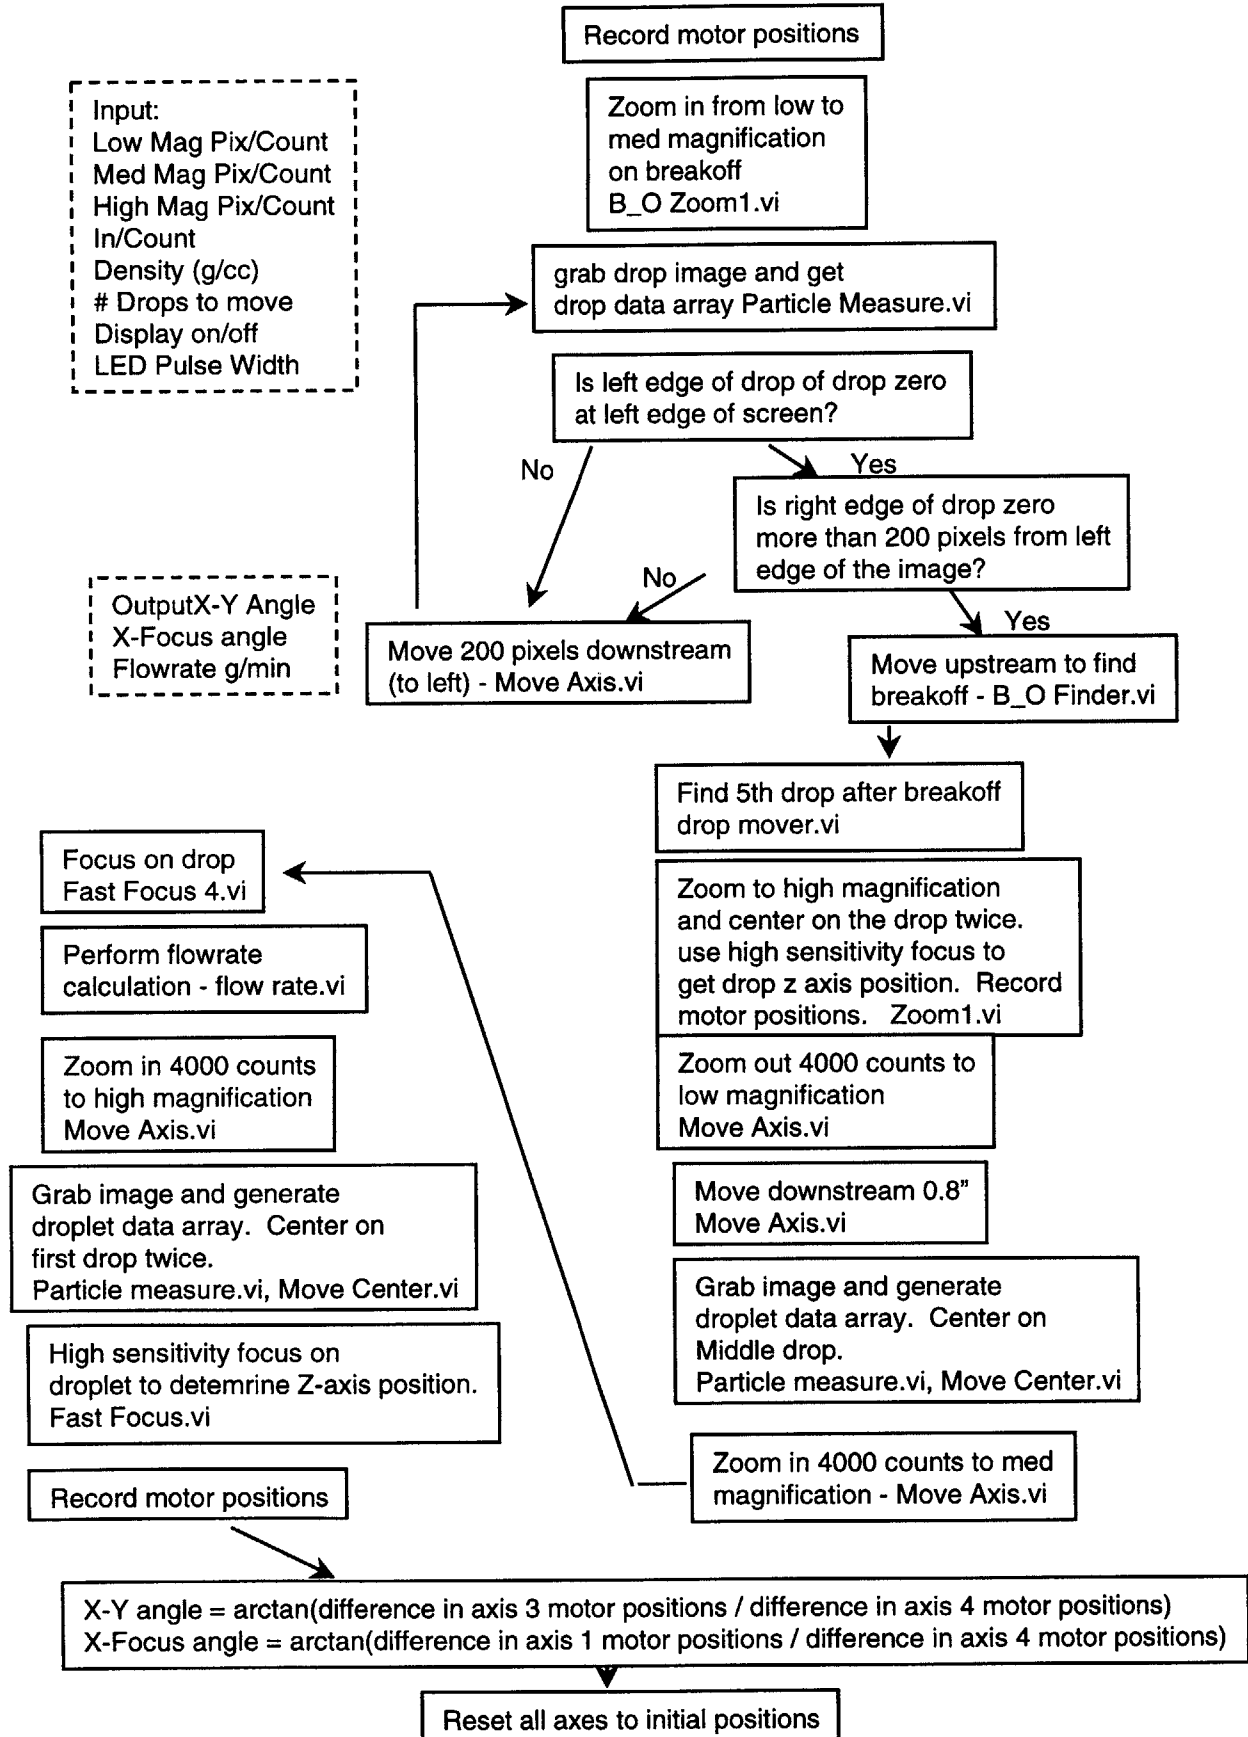 Record motor positions
Input:
Low Mag Pix/Count
Med Mag Pix/Count
High Mag Pix/Count
In/Count
Density (g/cc)
# Drops to move
Display on/off
LED Pulse Width
Zoom in from low to
med magnification
on breakoff
B_O Zoom1.vi
grab drop image and get
drop data array Particle Measure.vi
Is left edge of drop of drop zero
at left edge of screen?
No
Yes
Is right edge of drop zero
more than 200 pixels from left
edge of the image?
No
Yes
OutputX-Y Angle
X-Focus angle
Flowrate g/min
Move 200 pixels downstream
(to left) - Move Axis.vi
Move upstream to find
breakoff - B_O Finder.vi
Find 5th drop after breakoff
drop mover.vi
Zoom to high magnification
and center on the drop twice.
use high sensitivity focus to
get drop z axis position. Record
motor positions. Zoom1.vi
Zoom out 4000 counts to
low magnification
Move Axis.vi
Move downstream 0.8"
Move Axis.vi
Grab image and generate
droplet data array. Center on
Middle drop.
Particle measure.vi, Move Center.vi
Zoom in 4000 counts to med
magnification - Move Axis.vi
Focus on drop
Fast Focus 4.vi
Perform flowrate
calculation - flow rate.vi
Zoom in 4000 counts
to high magnification
Move Axis.vi
Grab image and generate
droplet data array. Center on
first drop twice.
Particle measure.vi, Move Center.vi
High sensitivity focus on
droplet to detemrine Z-axis position.
Fast Focus.vi
Record motor positions
X-Y angle = arctan(difference in axis 3 motor positions / difference in axis 4 motor positions)
X-Focus angle = arctan(difference in axis 1 motor positions / difference in axis 4 motor positions)
Reset all axes to initial positions